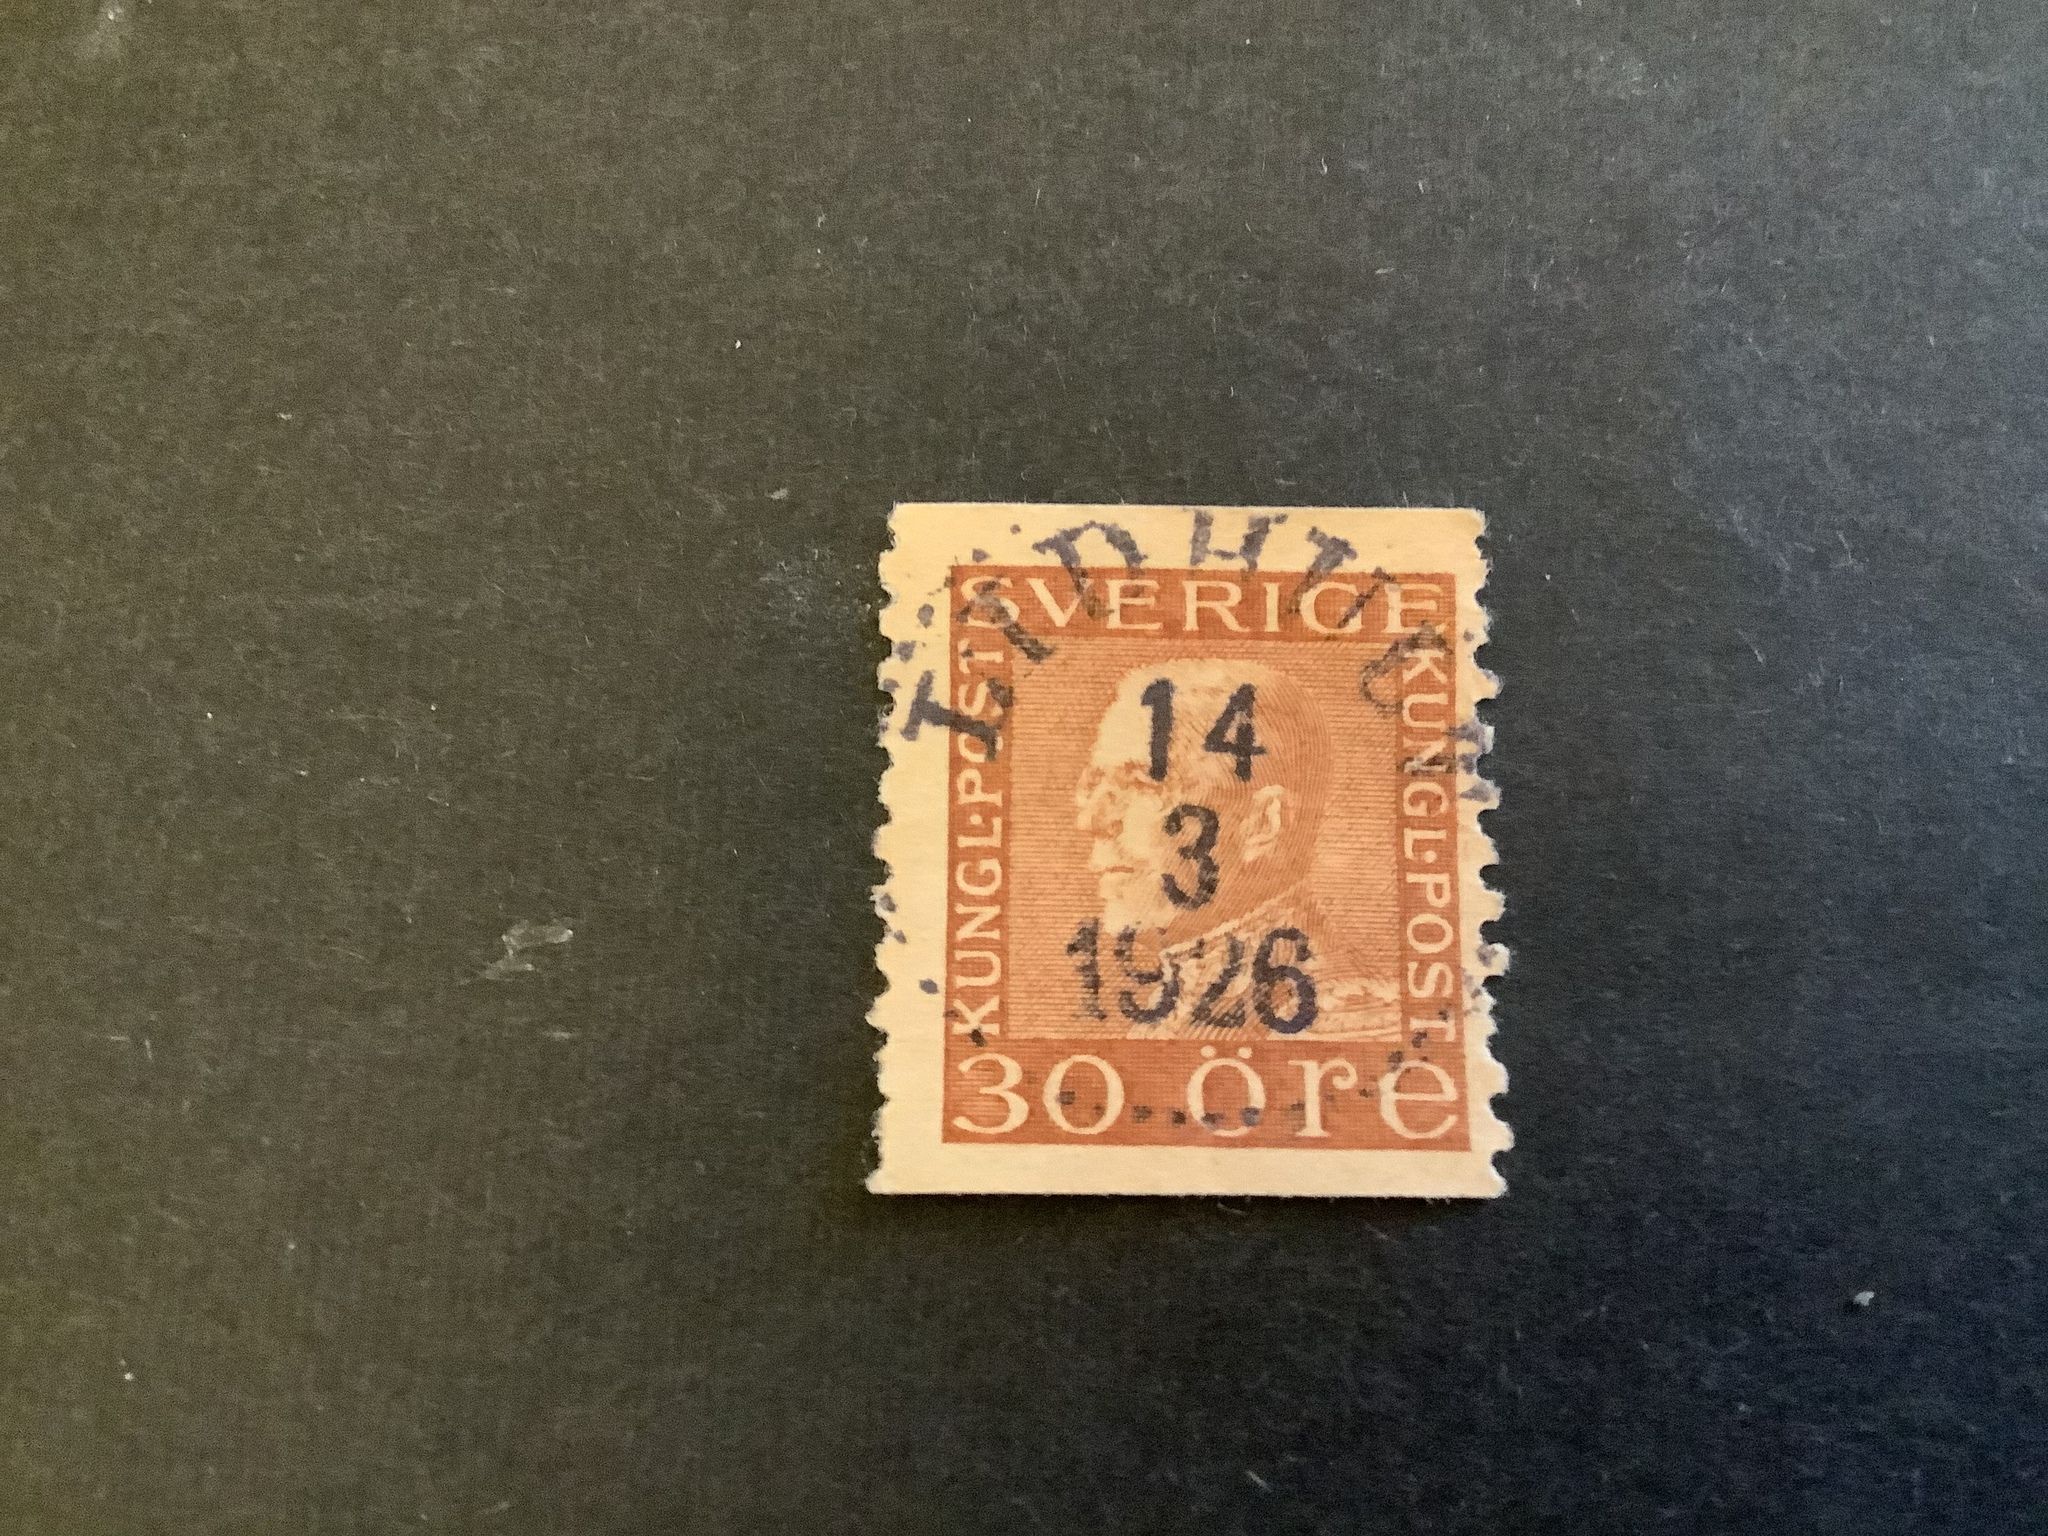 SVERIGE
KUNGL·POST
KUNGL·POST
14
3
1926
30 öre